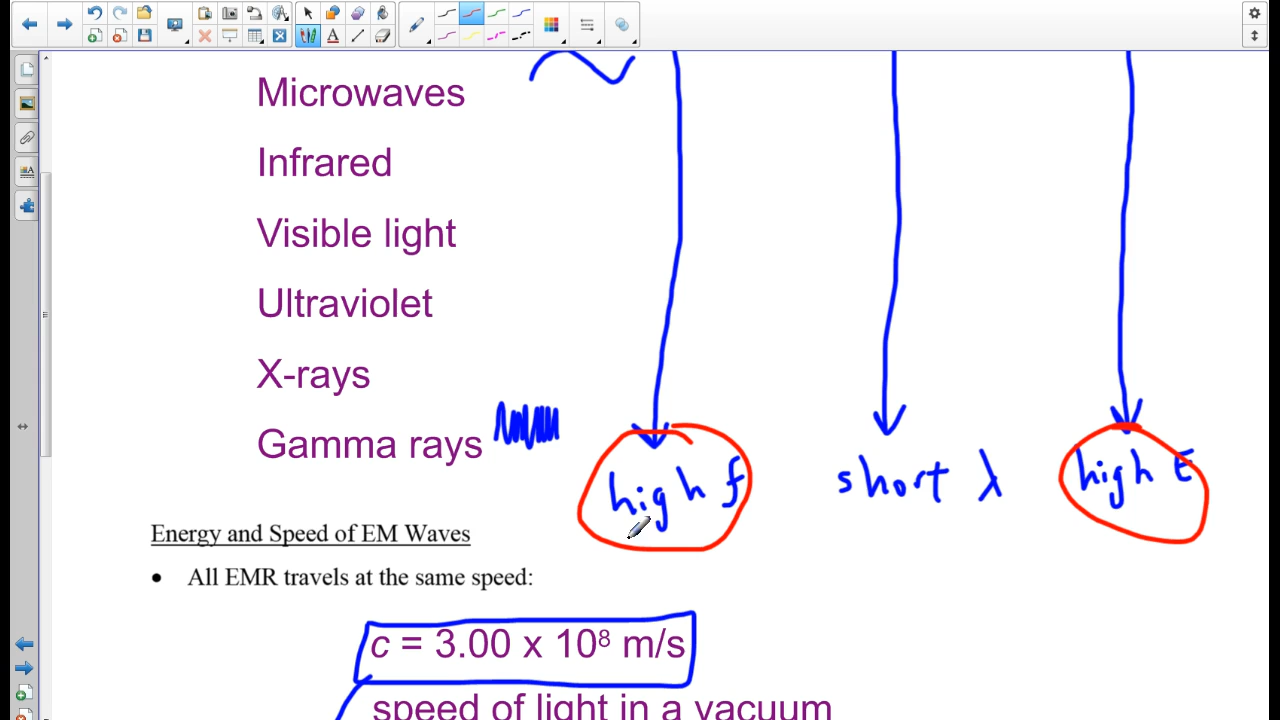 Microwaves
Infrared
Visible light
Ultraviolet
X-rays
Gamma rays
high f
short λ
high E
Energy and Speed of EM Waves
• All EMR travels at the same speed:
c = 3.00 x 10⁸ m/s
speed of light in a vacuum